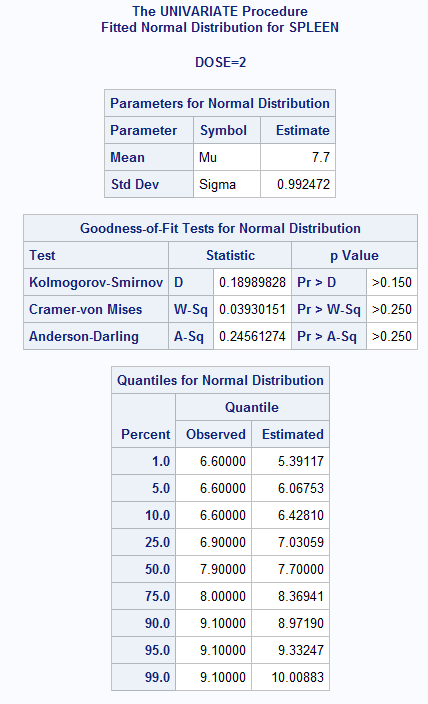 The UNIVARIATE Procedure
Fitted Normal Distribution for SPLEEN
DOSE=2
Parameters for Normal Distribution
Parameter Symbol Estimate
Mean Mu 7.7
Std Dev Sigma 0.992472
Goodness-of-Fit Tests for Normal Distribution
Test Statistic p Value
Kolmogorov-Smirnov D 0.18989828 Pr > D >0.150
Cramer-von Mises W-Sq 0.03930151 Pr > W-Sq >0.250
Anderson-Darling A-Sq 0.24561274 Pr > A-Sq >0.250
Quantiles for Normal Distribution
Quantile
Percent Observed Estimated
1.0 6.60000 5.39117
5.0 6.60000 6.06753
10.0 6.60000 6.42810
25.0 6.90000 7.03059
50.0 7.90000 7.70000
75.0 8.00000 8.36941
90.0 9.10000 8.97190
95.0 9.10000 9.33247
99.0 9.10000 10.00883